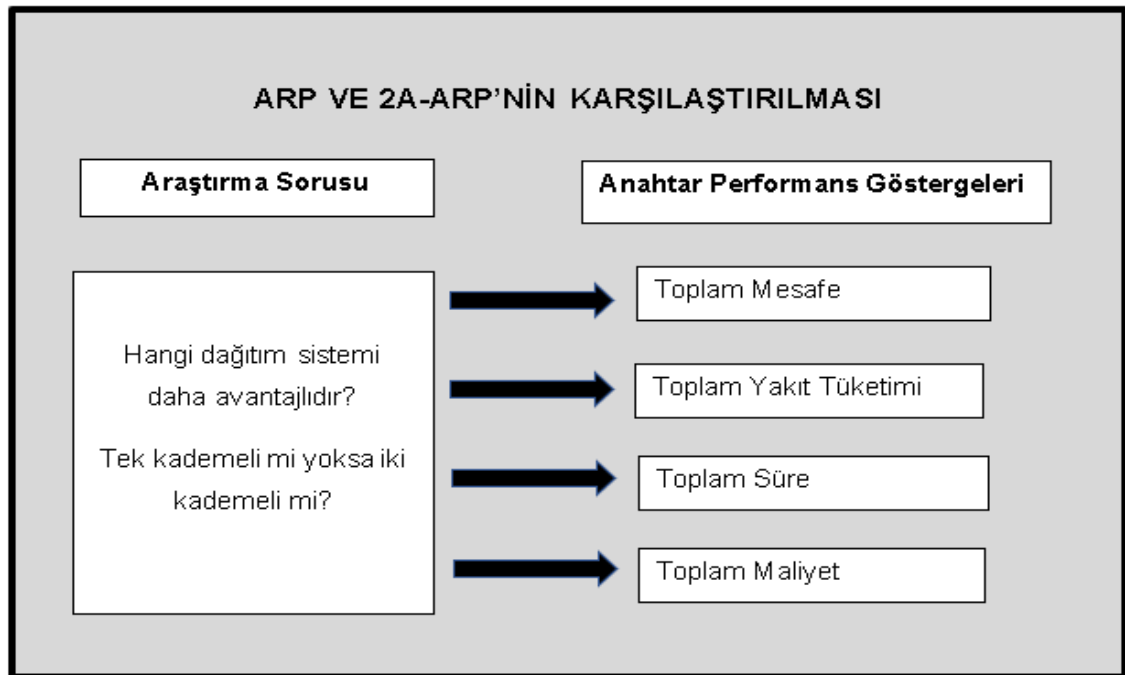 ARP VE 2A-ARP’NİN KARŞILAŞTIRILMASI
Araştırma Sorusu
Anahtar Performans Göstergeleri
Hangi dağıtım sistemi
daha avantajlıdır?
Tek kademeli mi yoksa iki
kademeli mi?
Toplam Mesafe
Toplam Yakıt Tüketimi
Toplam Süre
Toplam Maliyet